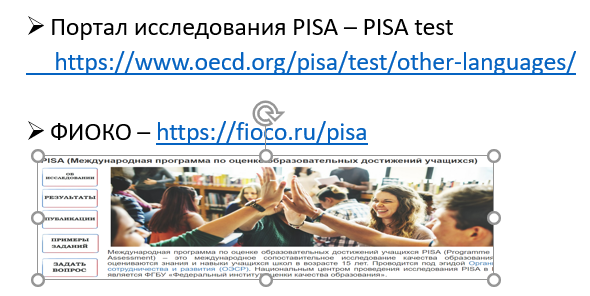 ➢ Портал исследования PISA – PISA test
https://www.oecd.org/pisa/test/other-languages/
➢ ФИОКО – https://fioco.ru/pisa
PISA (Международная программа по оценке образовательных достижений учащихся)
ОБ
ИССЛЕДОВАНИИ
РЕЗУЛЬТАТЫ
ПУБЛИКАЦИИ
ПРИМЕРЫ
ЗАДАНИЙ
ЗАДАТЬ
ВОПРОС
Международная программа по оценке образовательных достижений учащихся PISA (Programme
Assessment) – это международное сопоставительное исследование качества образования
оцениваются знания и навыки учащихся школ в возрасте 15 лет. Проводится под эгидой Орган
сотрудничества и развития (ОЭСР). Национальным центром проведения исследования PISA в
является ФГБУ «Федеральный институт оценки качества образования».